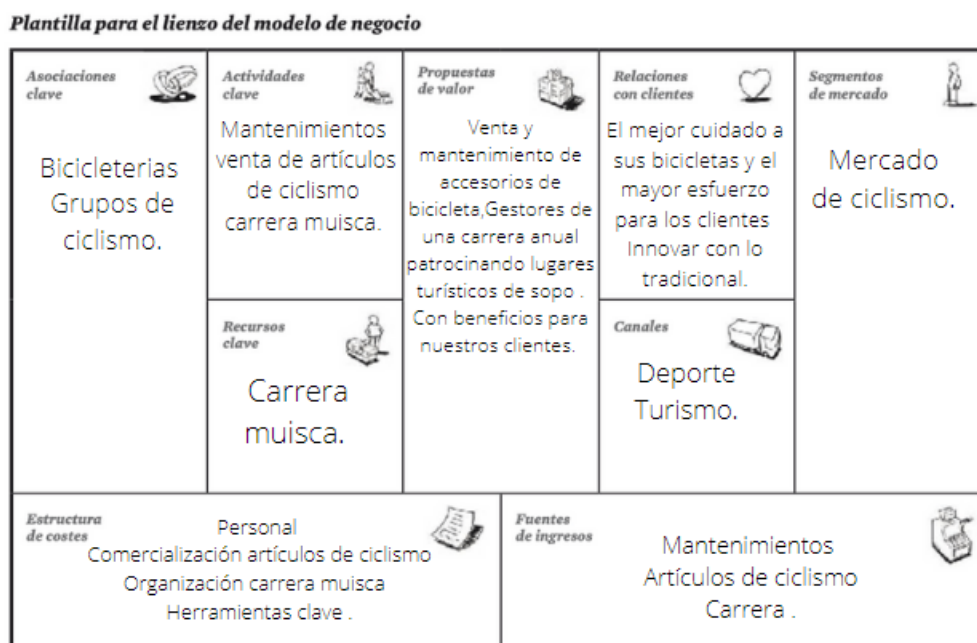 Plantilla para el lienzo del modelo de negocio
Asociaciones
clave
Bicicleterias
Grupos de
ciclismo.
Actividades
clave
Mantenimientos
venta de artículos
de ciclismo
carrera muisca.
Recursos
clave
Carrera
muisca.
Propuestas
de valor
Venta y
mantenimiento de
accesorios de
bicicleta,Gestores de
una carrera anual
patrocinando lugares
turísticos de sopo .
Con beneficios para
nuestros clientes.
Relaciones
con clientes
El mejor cuidado a
sus bicicletas y el
mayor esfuerzo
para los clientes
Innovar con lo
tradicional.
Canales
Deporte
Turismo.
Segmentos
de mercado
Mercado
de ciclismo.
Estructura
de costes
Personal
Comercialización artículos de ciclismo
Organización carrera muisca
Herramientas clave .
Fuentes
de ingresos
Mantenimientos
Artículos de ciclismo
Carrera .